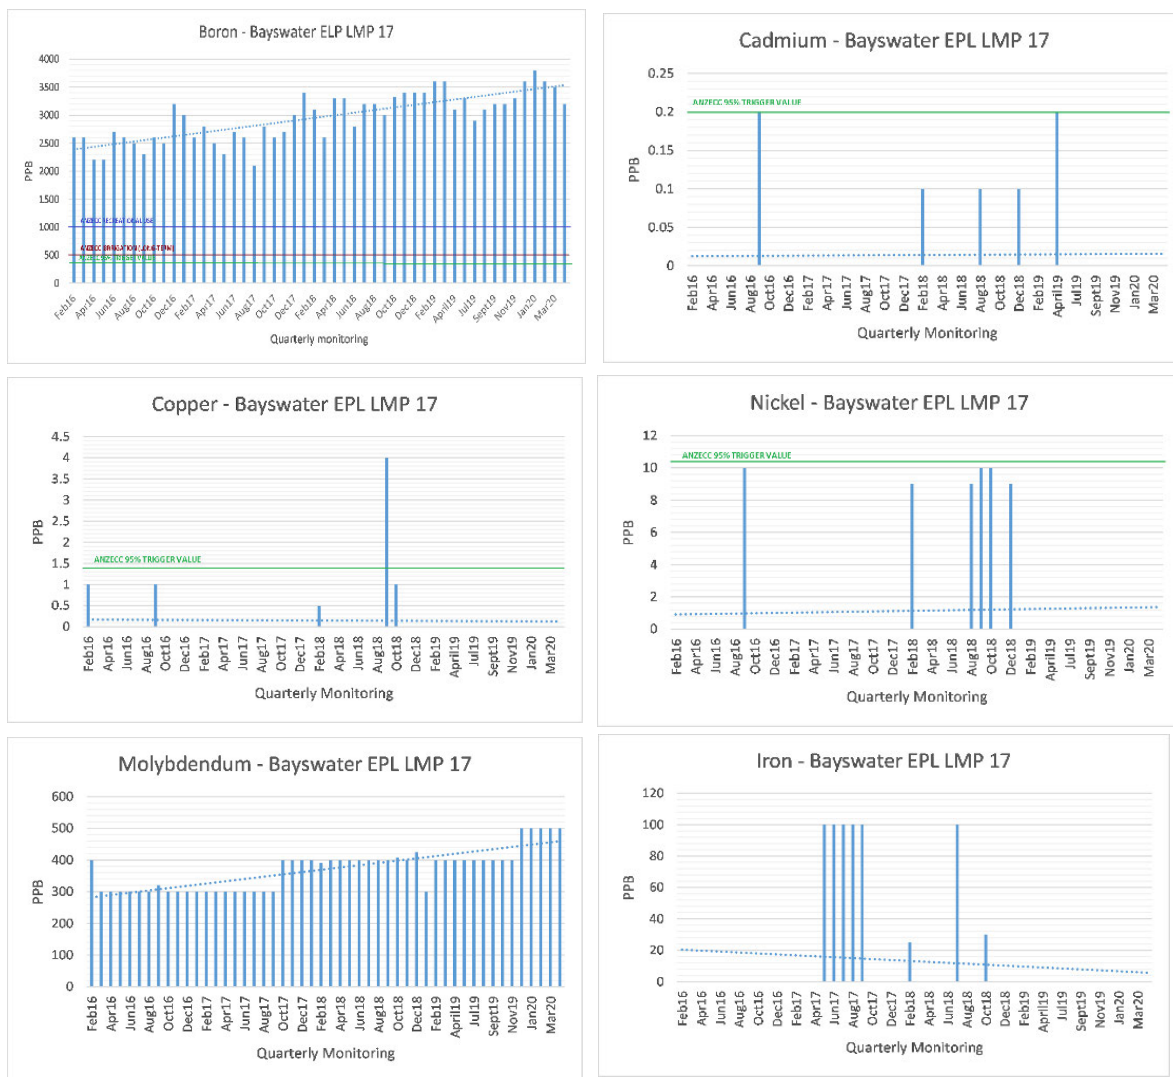 Boron - Bayswater ELP LMP 17
4000
3500
3000
2500
2000
1500
1000
500
0
PPB
ANZECC RECREATIONAL USE
ANZECC IRRIGATION (LONG-TERM)
ANZECC 95% TRIGGER VALUE
Feb16 Apr16 Jun16 Aug16 Oct16 Dec16 Feb17 Apr17 Jun17 Aug17 Oct17 Dec17 Feb18 Apr18 Jun18 Aug18 Oct18 Dec18 Feb19 April19 Jul19 Sept19 Nov19 Jan20 Mar20
Quarterly monitoring
Cadmium - Bayswater EPL LMP 17
0.25
0.2
0.15
0.1
0.05
0
PPB
ANZECC 95% TRIGGER VALUE
Feb16 Apr16 Jun16 Aug16 Oct16 Dec16 Feb17 Apr17 Jun17 Aug17 Oct17 Dec17 Feb18 Apr18 Jun18 Aug18 Oct18 Dec18 Feb19 April19 Jul19 Sept19 Nov19 Jan20 Mar20
Quarterly Monitoring
Copper - Bayswater EPL LMP 17
4.5
4
3.5
3
2.5
2
1.5
1
0.5
0
PPB
ANZECC 95% TRIGGER VALUE
Feb16 Apr16 Jun16 Aug16 Oct16 Dec16 Feb17 Apr17 Jun17 Aug17 Oct17 Dec17 Feb18 Apr18 Jun18 Aug18 Oct18 Dec18 Feb19 April19 Jul19 Sept19 Nov19 Jan20 Mar20
Quarterly Monitoring
Nickel - Bayswater EPL LMP 17
12
10
8
6
4
2
0
PPB
ANZECC 95% TRIGGER VALUE
Feb16 Apr16 Jun16 Aug16 Oct16 Dec16 Feb17 Apr17 Jun17 Aug17 Oct17 Dec17 Feb18 Apr18 Jun18 Aug18 Oct18 Dec18 Feb19 April19 Jul19 Sept19 Nov19 Jan20 Mar20
Quarterly Monitoring
Molybdendum - Bayswater EPL LMP 17
600
500
400
300
200
100
0
PPB
Feb16 Apr16 Jun16 Aug16 Oct16 Dec16 Feb17 Apr17 Jun17 Aug17 Oct17 Dec17 Feb18 Apr18 Jun18 Aug18 Oct18 Dec18 Feb19 April19 Jul19 Sept19 Nov19 Jan20 Mar20
Quarterly Monitoring
Iron - Bayswater EPL LMP 17
120
100
80
60
40
20
0
PPB
Feb16 Apr16 Jun16 Aug16 Oct16 Dec16 Feb17 Apr17 Jun17 Aug17 Oct17 Dec17 Feb18 Apr18 Jun18 Aug18 Oct18 Dec18 Feb19 April19 Jul19 Sept19 Nov19 Jan20 Mar20
Quarterly Monitoring